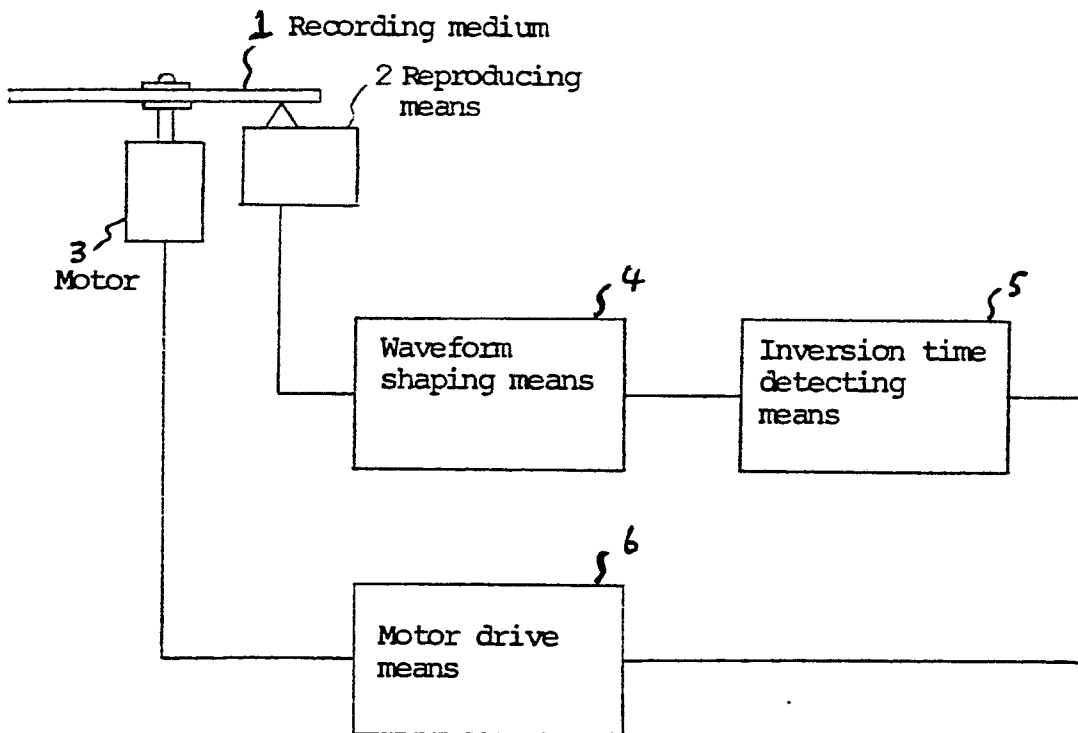 1 Recording medium
2 Reproducing
means
3
Motor
4
Waveform
shaping means
5
Inversion time
detecting
means
6
Motor drive
means